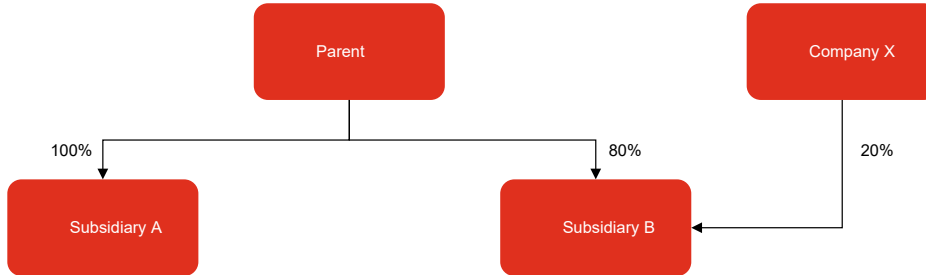 Parent
Company X
100%
80%
20%
Subsidiary A
Subsidiary B